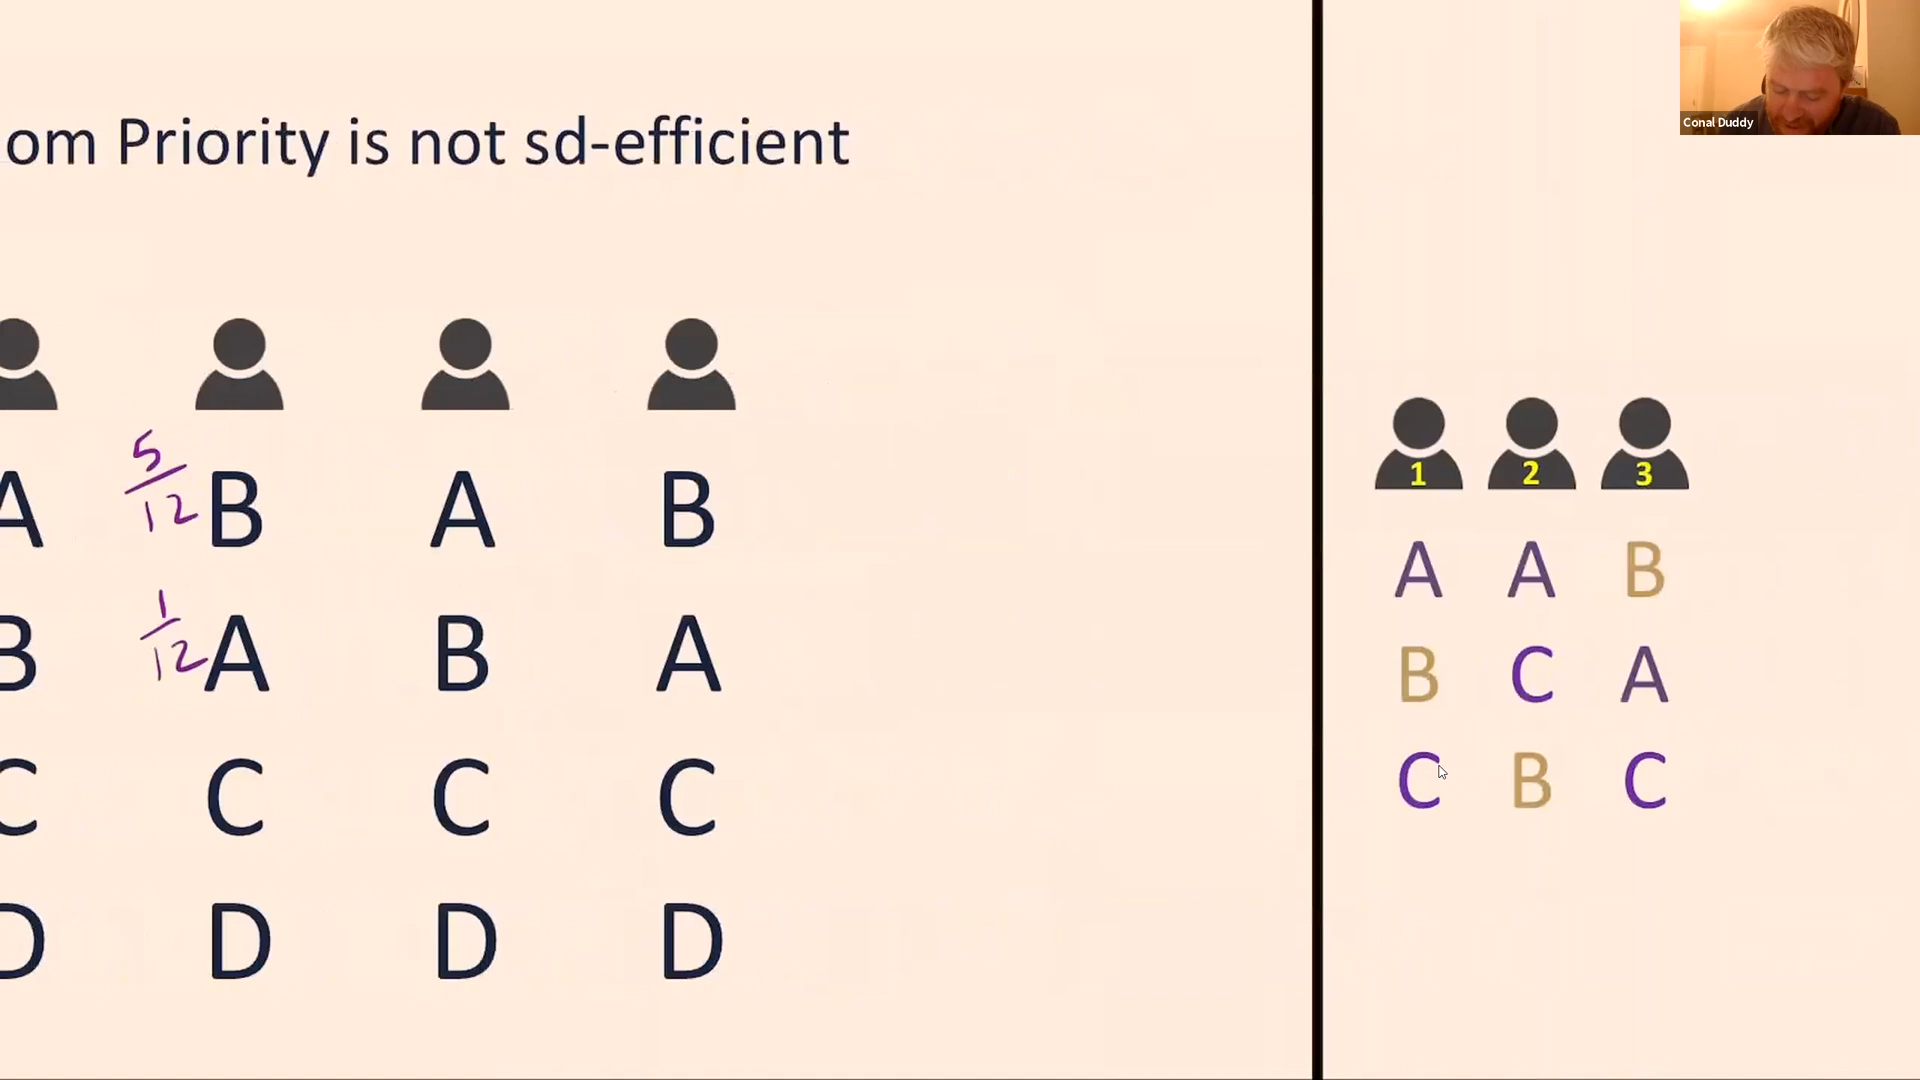 om Priority is not sd-efficient
Conal Duddy
A 5/12 B A B
B 1/12 A B A
C C C C
D D D D
1 2 3
A A B
B C A
C B C